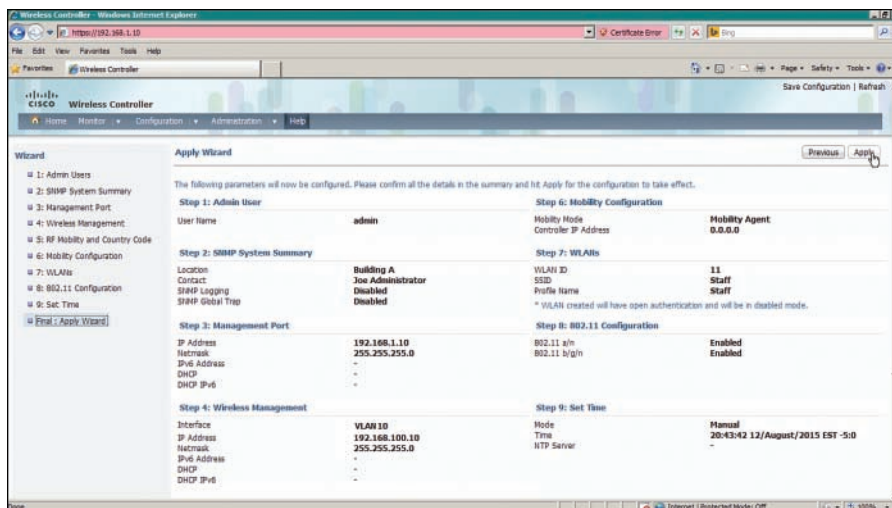 Wireless Controller - Windows Internet Explorer
https://192.168.1.10
Certificate Error
Bing
File Edit View Favorites Tools Help
Favorites Wireless Controller
Page Safety Tools
Save Configuration | Refresh
CISCO Wireless Controller
Home Monitor Configuration Administration Help
Wizard
1: Admin Users
2: SNMP System Summary
3: Management Port
4: Wireless Management
5: RF Mobility and Country Code
6: Mobility Configuration
7: WLANs
8: 802.11 Configuration
9: Set Time
Final : Apply Wizard
Apply Wizard
Previous Apply
The following parameters will now be configured. Please confirm all the details in the summary and hit Apply for the configuration to take effect.
Step 1: Admin User
User Name admin
Step 2: SNMP System Summary
Location Building A
Contact Joe Administrator
SNMP Logging Disabled
SNMP Global Trap Disabled
Step 3: Management Port
IP Address 192.168.1.10
Netmask 255.255.255.0
IPv6 Address -
DHCP -
DHCP IPv6 -
Step 4: Wireless Management
Interface VLAN10
IP Address 192.168.100.10
Netmask 255.255.255.0
IPv6 Address -
DHCP -
DHCP IPv6 -
Step 6: Mobility Configuration
Mobility Mode Mobility Agent
Controller IP Address 0.0.0.0
Step 7: WLANs
WLAN ID 11
SSID Staff
Profile Name Staff
* WLAN created will have open authentication and will be in disabled mode.
Step 8: 802.11 Configuration
802.11 a/n Enabled
802.11 b/g/n Enabled
Step 9: Set Time
Mode Manual
Time 20:43:42 12/August/2015 EST -5:0
NTP Server -
Done
Internet | Protected Mode: Off
100%